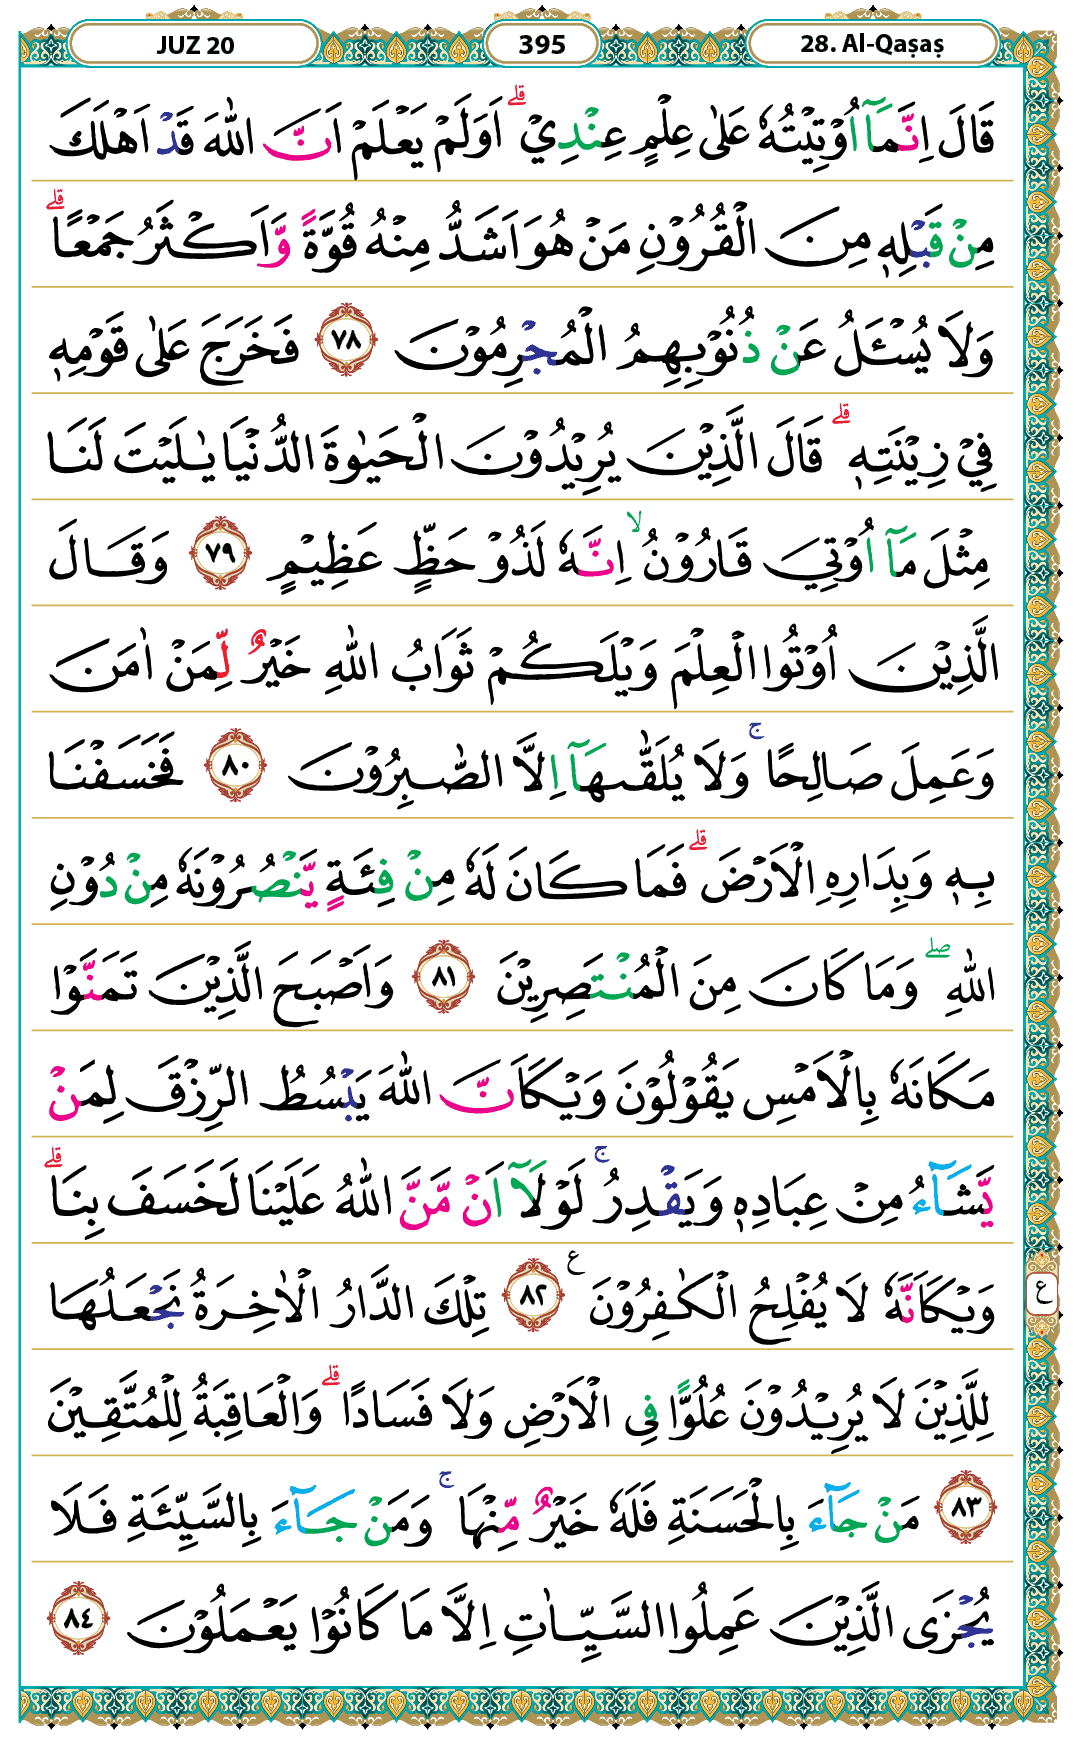 JUZ 20
395
28. Al-Qaṣaṣ
قَالَ اِنَّمَآ اُوْتِيْتُهٗ عَلٰى عِلْمٍ عِنْدِيْۗ اَوَلَمْ يَعْلَمْ اَنَّ اللّٰهَ قَدْ اَهْلَكَ
مِنْ قَبْلِهٖ مِنَ الْقُرُوْنِ مَنْ هُوَ اَشَدُّ مِنْهُ قُوَّةً وَّاَكْثَرُ جَمْعًاۗ
وَلَا يُسْـَٔلُ عَنْ ذُنُوْبِهِمُ الْمُجْرِمُوْنَ ٧٨ فَخَرَجَ عَلٰى قَوْمِهٖ
فِيْ زِيْنَتِهٖۗ قَالَ الَّذِيْنَ يُرِيْدُوْنَ الْحَيٰوةَ الدُّنْيَا يٰلَيْتَ لَنَا
مِثْلَ مَآ اُوْتِيَ قَارُوْنُۙ اِنَّهٗ لَذُوْ حَظٍّ عَظِيْمٍ ٧٩ وَقَالَ
الَّذِيْنَ اُوْتُوا الْعِلْمَ وَيْلَكُمْ ثَوَابُ اللّٰهِ خَيْرٌ لِّمَنْ اٰمَنَ
وَعَمِلَ صَالِحًاۚ وَلَا يُلَقّٰىهَآ اِلَّا الصّٰبِرُوْنَ ٨٠ فَخَسَفْنَا
بِهٖ وَبِدَارِهِ الْاَرْضَۗ فَمَا كَانَ لَهٗ مِنْ فِئَةٍ يَّنْصُرُوْنَهٗ مِنْ دُوْنِ
اللّٰهِۖ وَمَا كَانَ مِنَ الْمُنْتَصِرِيْنَ ٨١ وَاَصْبَحَ الَّذِيْنَ تَمَنَّوْا
مَكَانَهٗ بِالْاَمْسِ يَقُوْلُوْنَ وَيْكَاَنَّ اللّٰهَ يَبْسُطُ الرِّزْقَ لِمَنْ
يَّشَاۤءُ مِنْ عِبَادِهٖ وَيَقْدِرُۚ لَوْلَآ اَنْ مَّنَّ اللّٰهُ عَلَيْنَا لَخَسَفَ بِنَاۗ
وَيْكَاَنَّهٗ لَا يُفْلِحُ الْكٰفِرُوْنَ ࣖ ٨٢ تِلْكَ الدَّارُ الْاٰخِرَةُ نَجْعَلُهَا
ع
لِلَّذِيْنَ لَا يُرِيْدُوْنَ عُلُوًّا فِى الْاَرْضِ وَلَا فَسَادًاۗ وَالْعَاقِبَةُ لِلْمُتَّقِيْنَ
٨٣ مَنْ جَاۤءَ بِالْحَسَنَةِ فَلَهٗ خَيْرٌ مِّنْهَاۚ وَمَنْ جَاۤءَ بِالسَّيِّئَةِ فَلَا
يُجْزَى الَّذِيْنَ عَمِلُوا السَّيِّاٰتِ اِلَّا مَا كَانُوْا يَعْمَلُوْنَ ٨٤